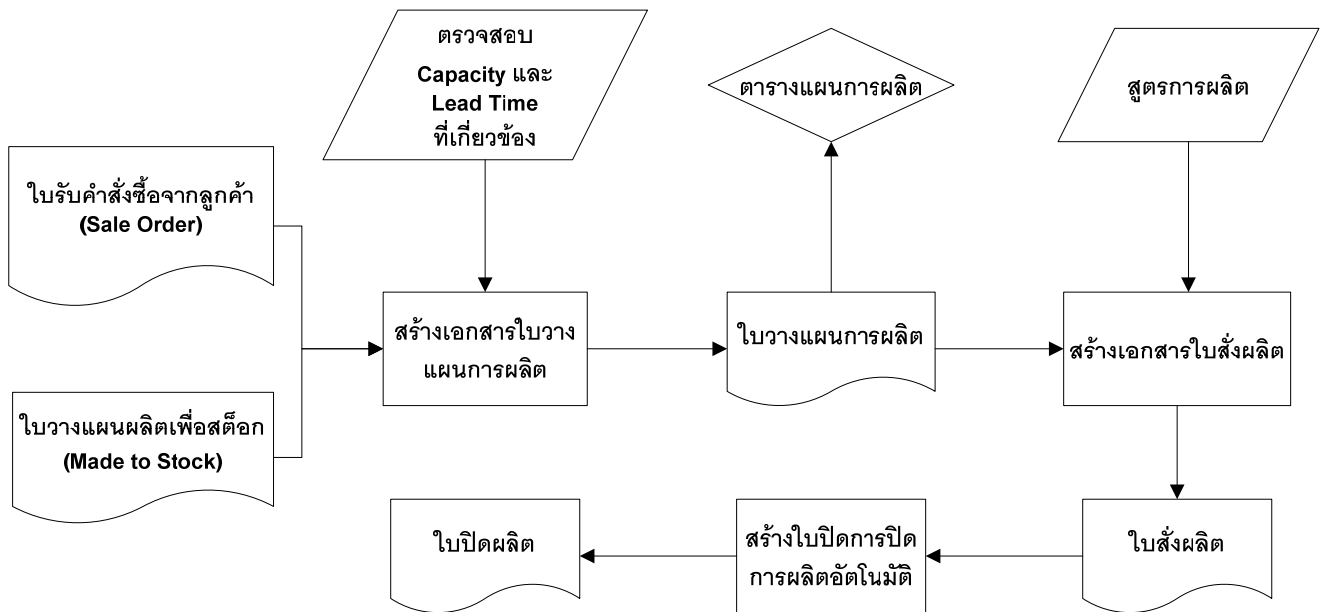 ตรวจสอบ
Capacity และ
Lead Time
ที่เกี่ยวข้อง
ตารางแผนการผลิต
สูตรการผลิต
ใบรับคำสั่งซื้อจากลูกค้า
(Sale Order)
สร้างเอกสารใบวาง
แผนการผลิต
ใบวางแผนการผลิต
สร้างเอกสารใบสั่งผลิต
ใบวางแผนผลิตเพื่อสต็อก
(Made to Stock)
ใบปิดผลิต
สร้างใบปิดการปิด
การผลิตอัตโนมัติ
ใบสั่งผลิต